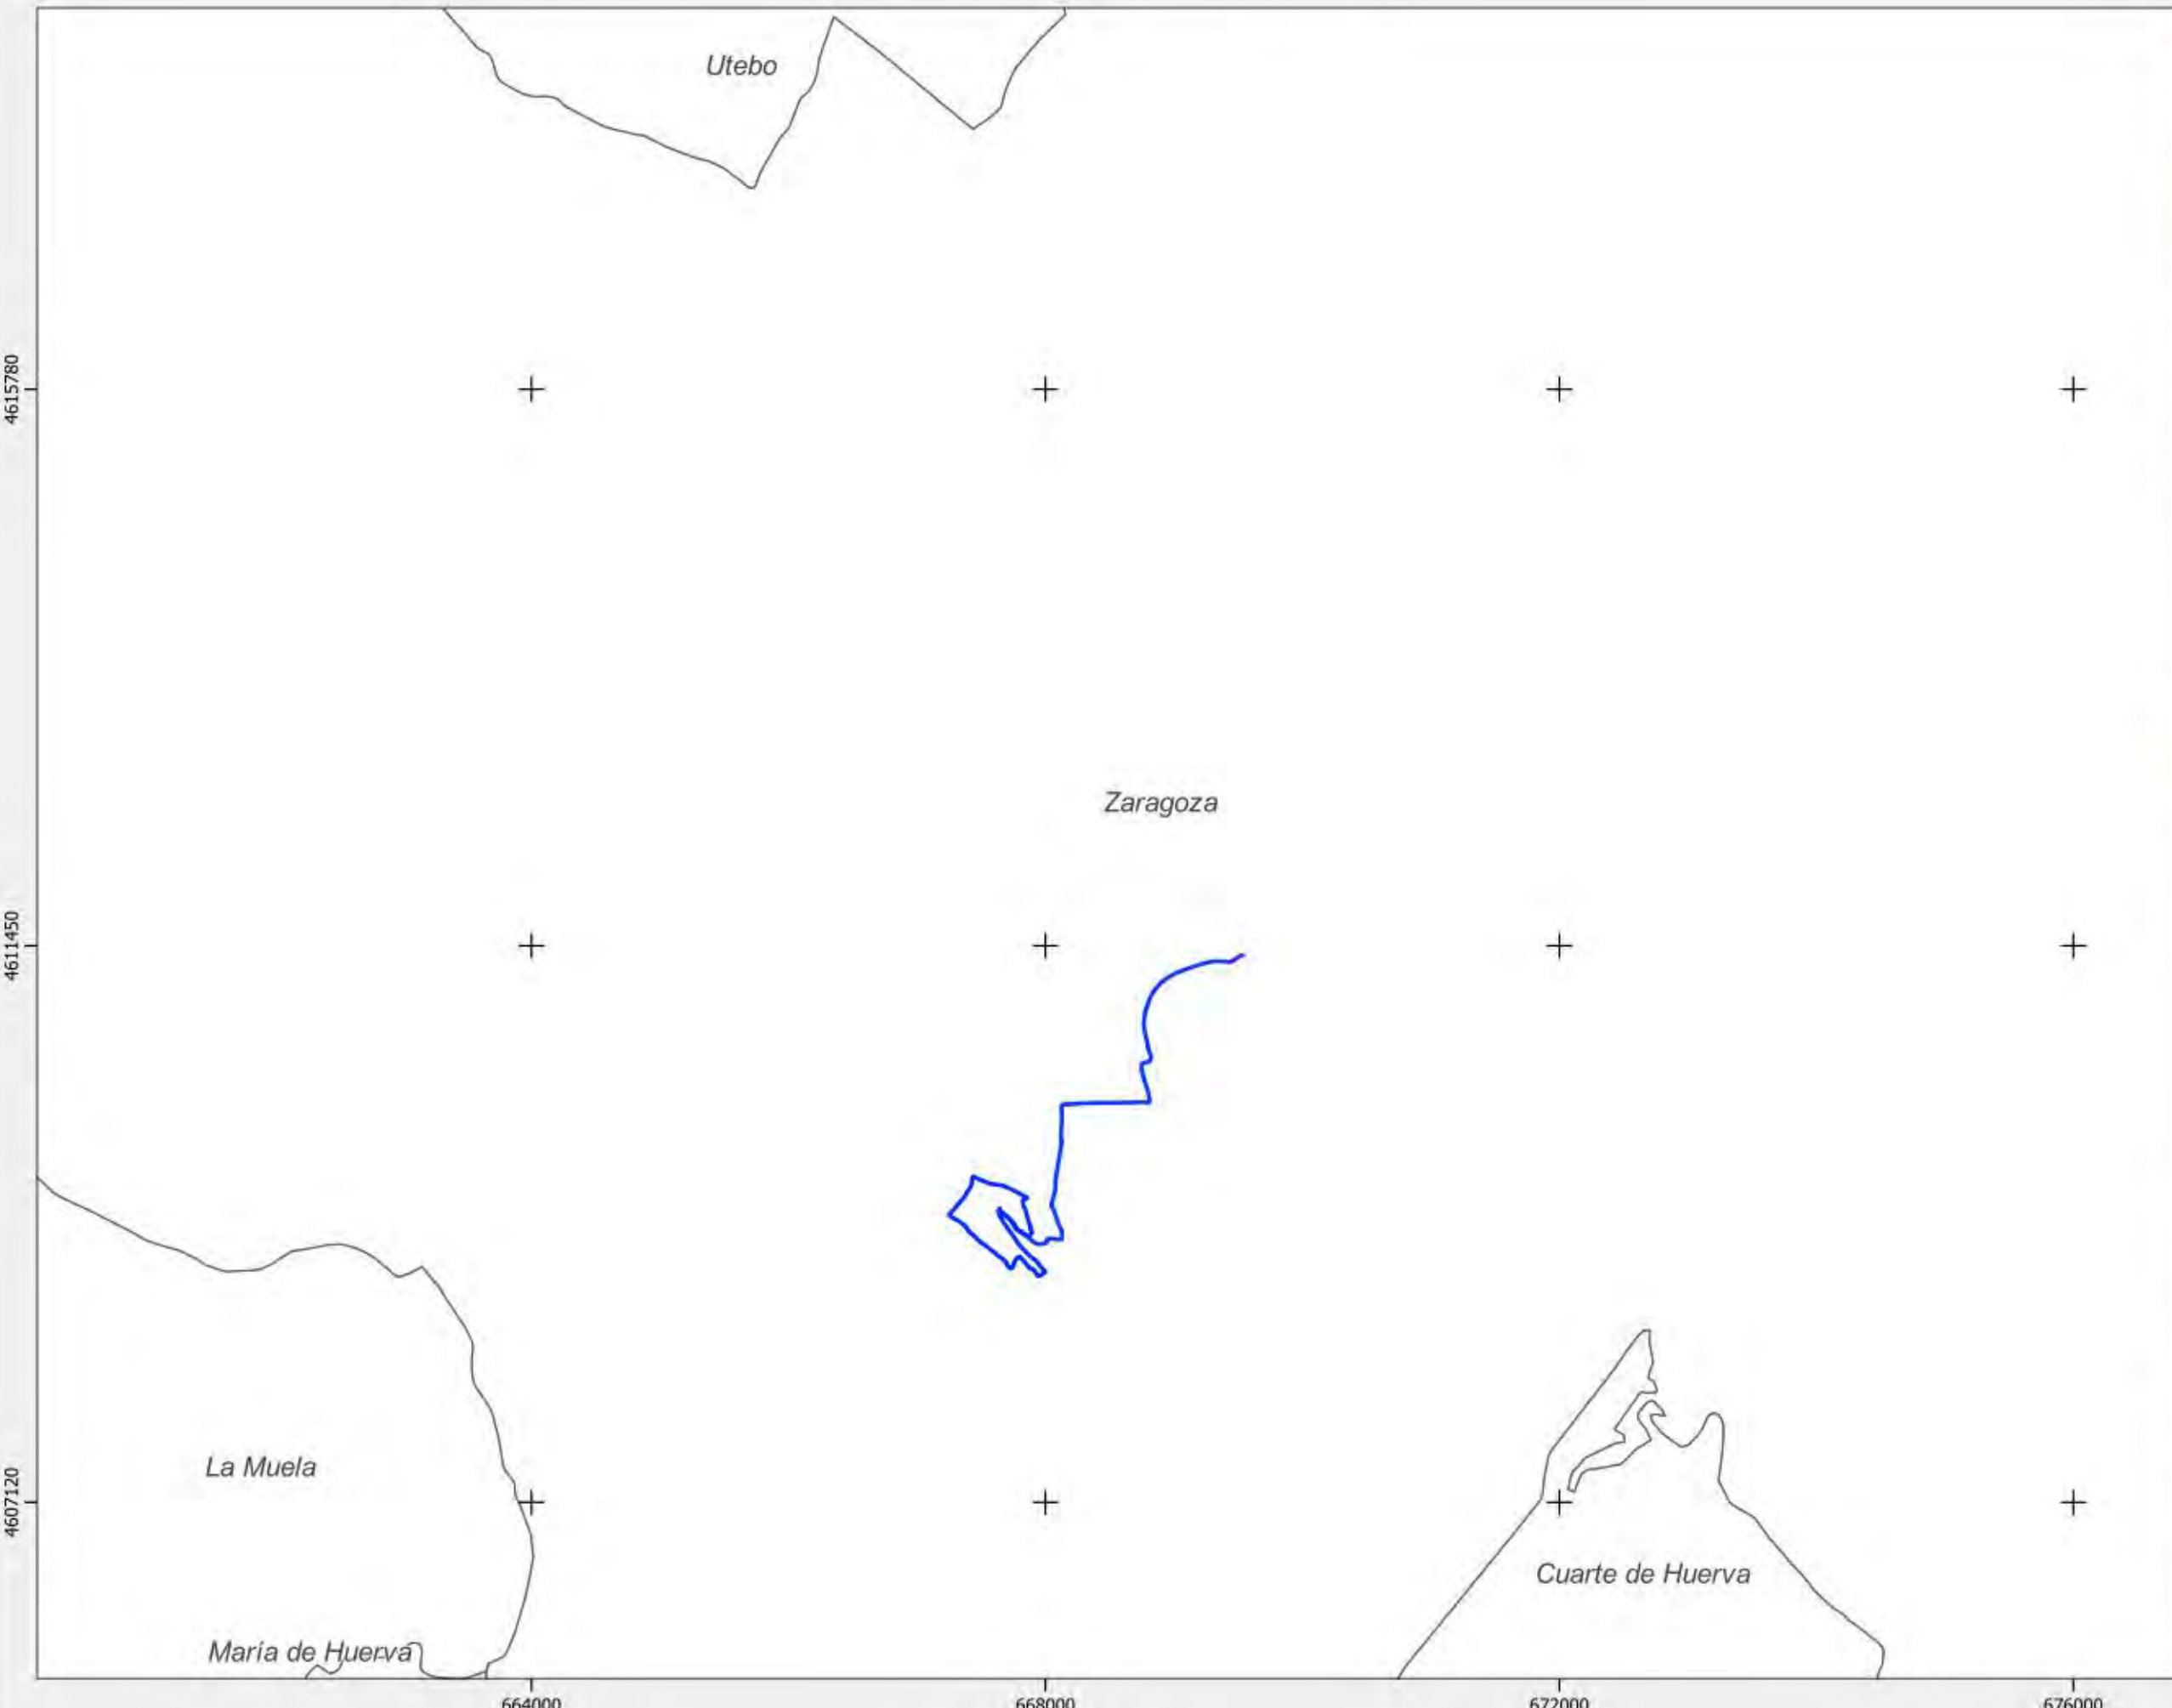 Utebo
4615780
Zaragoza
4611450
La Muela
4607120
Cuarte de Huerva
María de Huerva
664000
668000
672000
676000